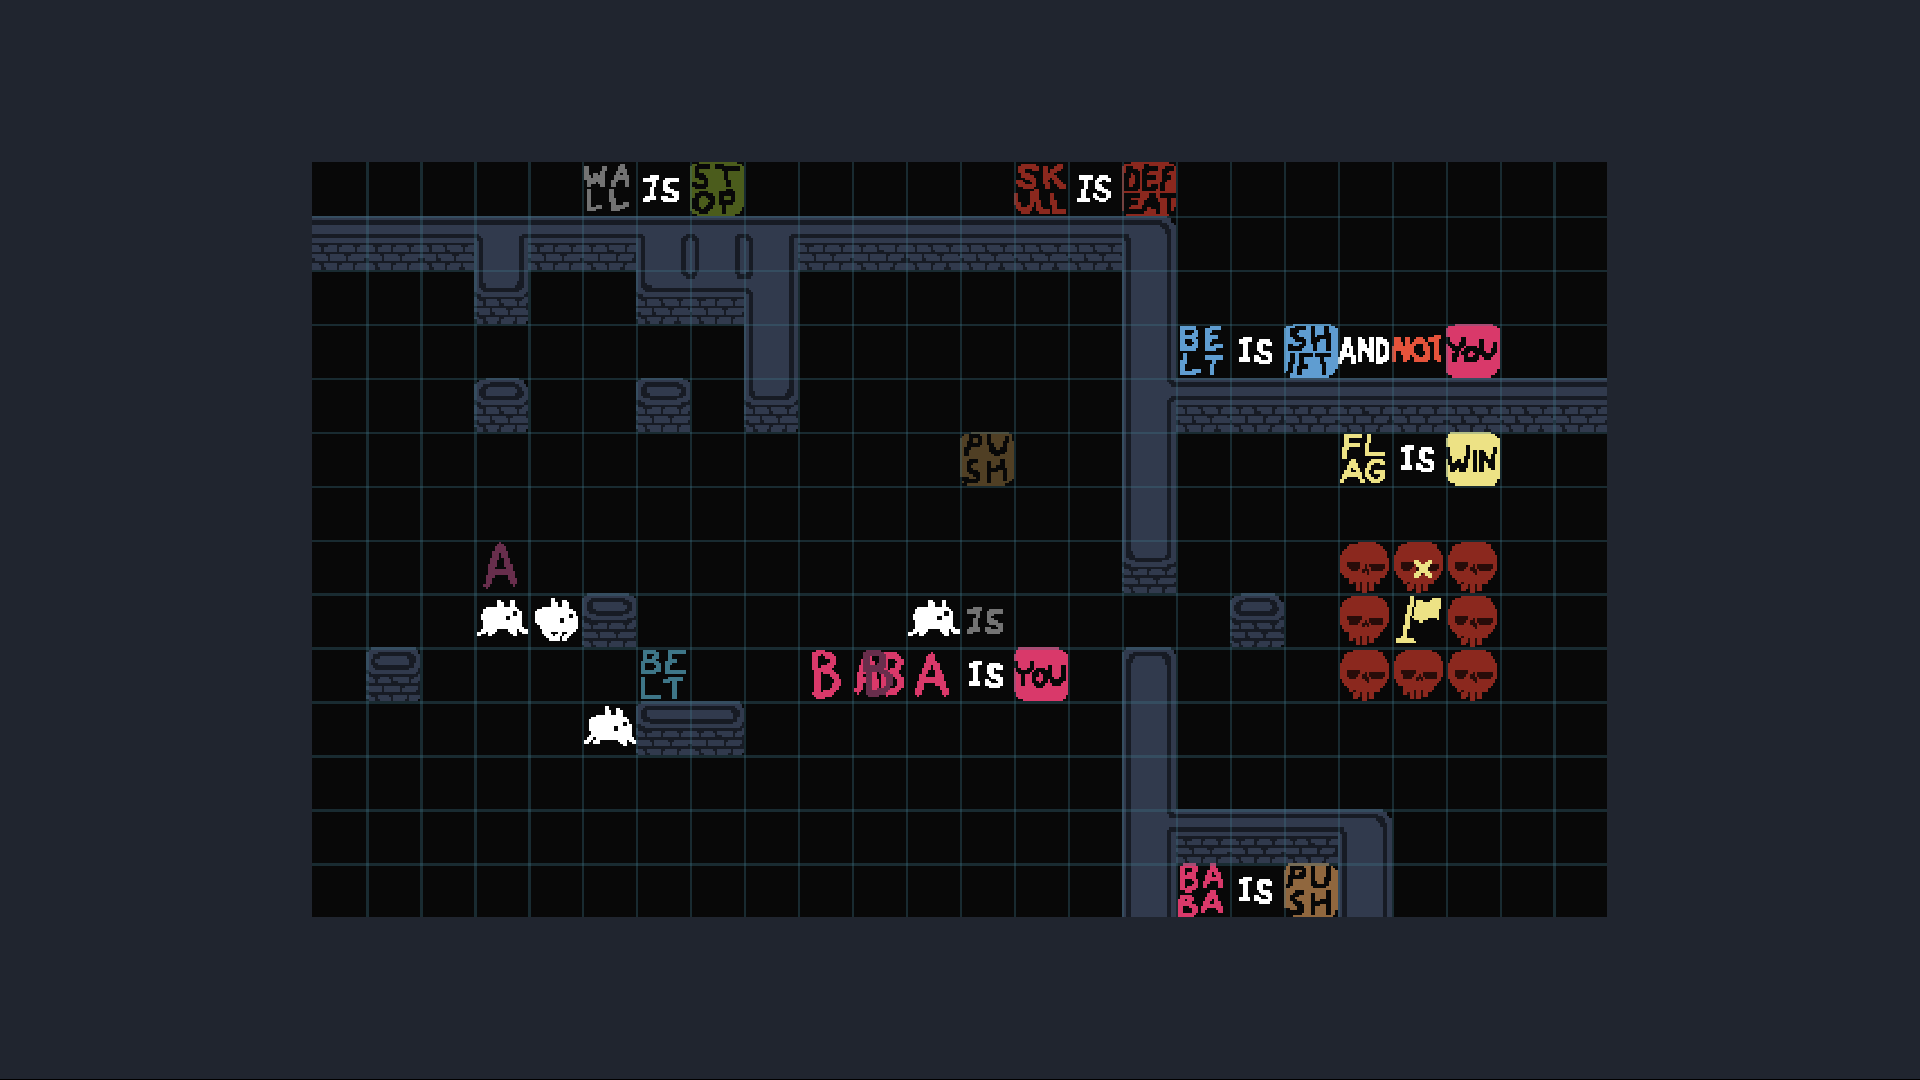 WALL IS STOP
SKULL IS DEFEAT
BELT IS SHIFT AND NOT YOU
PUSH
FLAG IS WIN
A
IS
BELT
BABA IS YOU
BABA IS PUSH